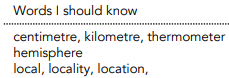 Words I should know
centimetre, kilometre, thermometer
hemisphere
local, locality, location,